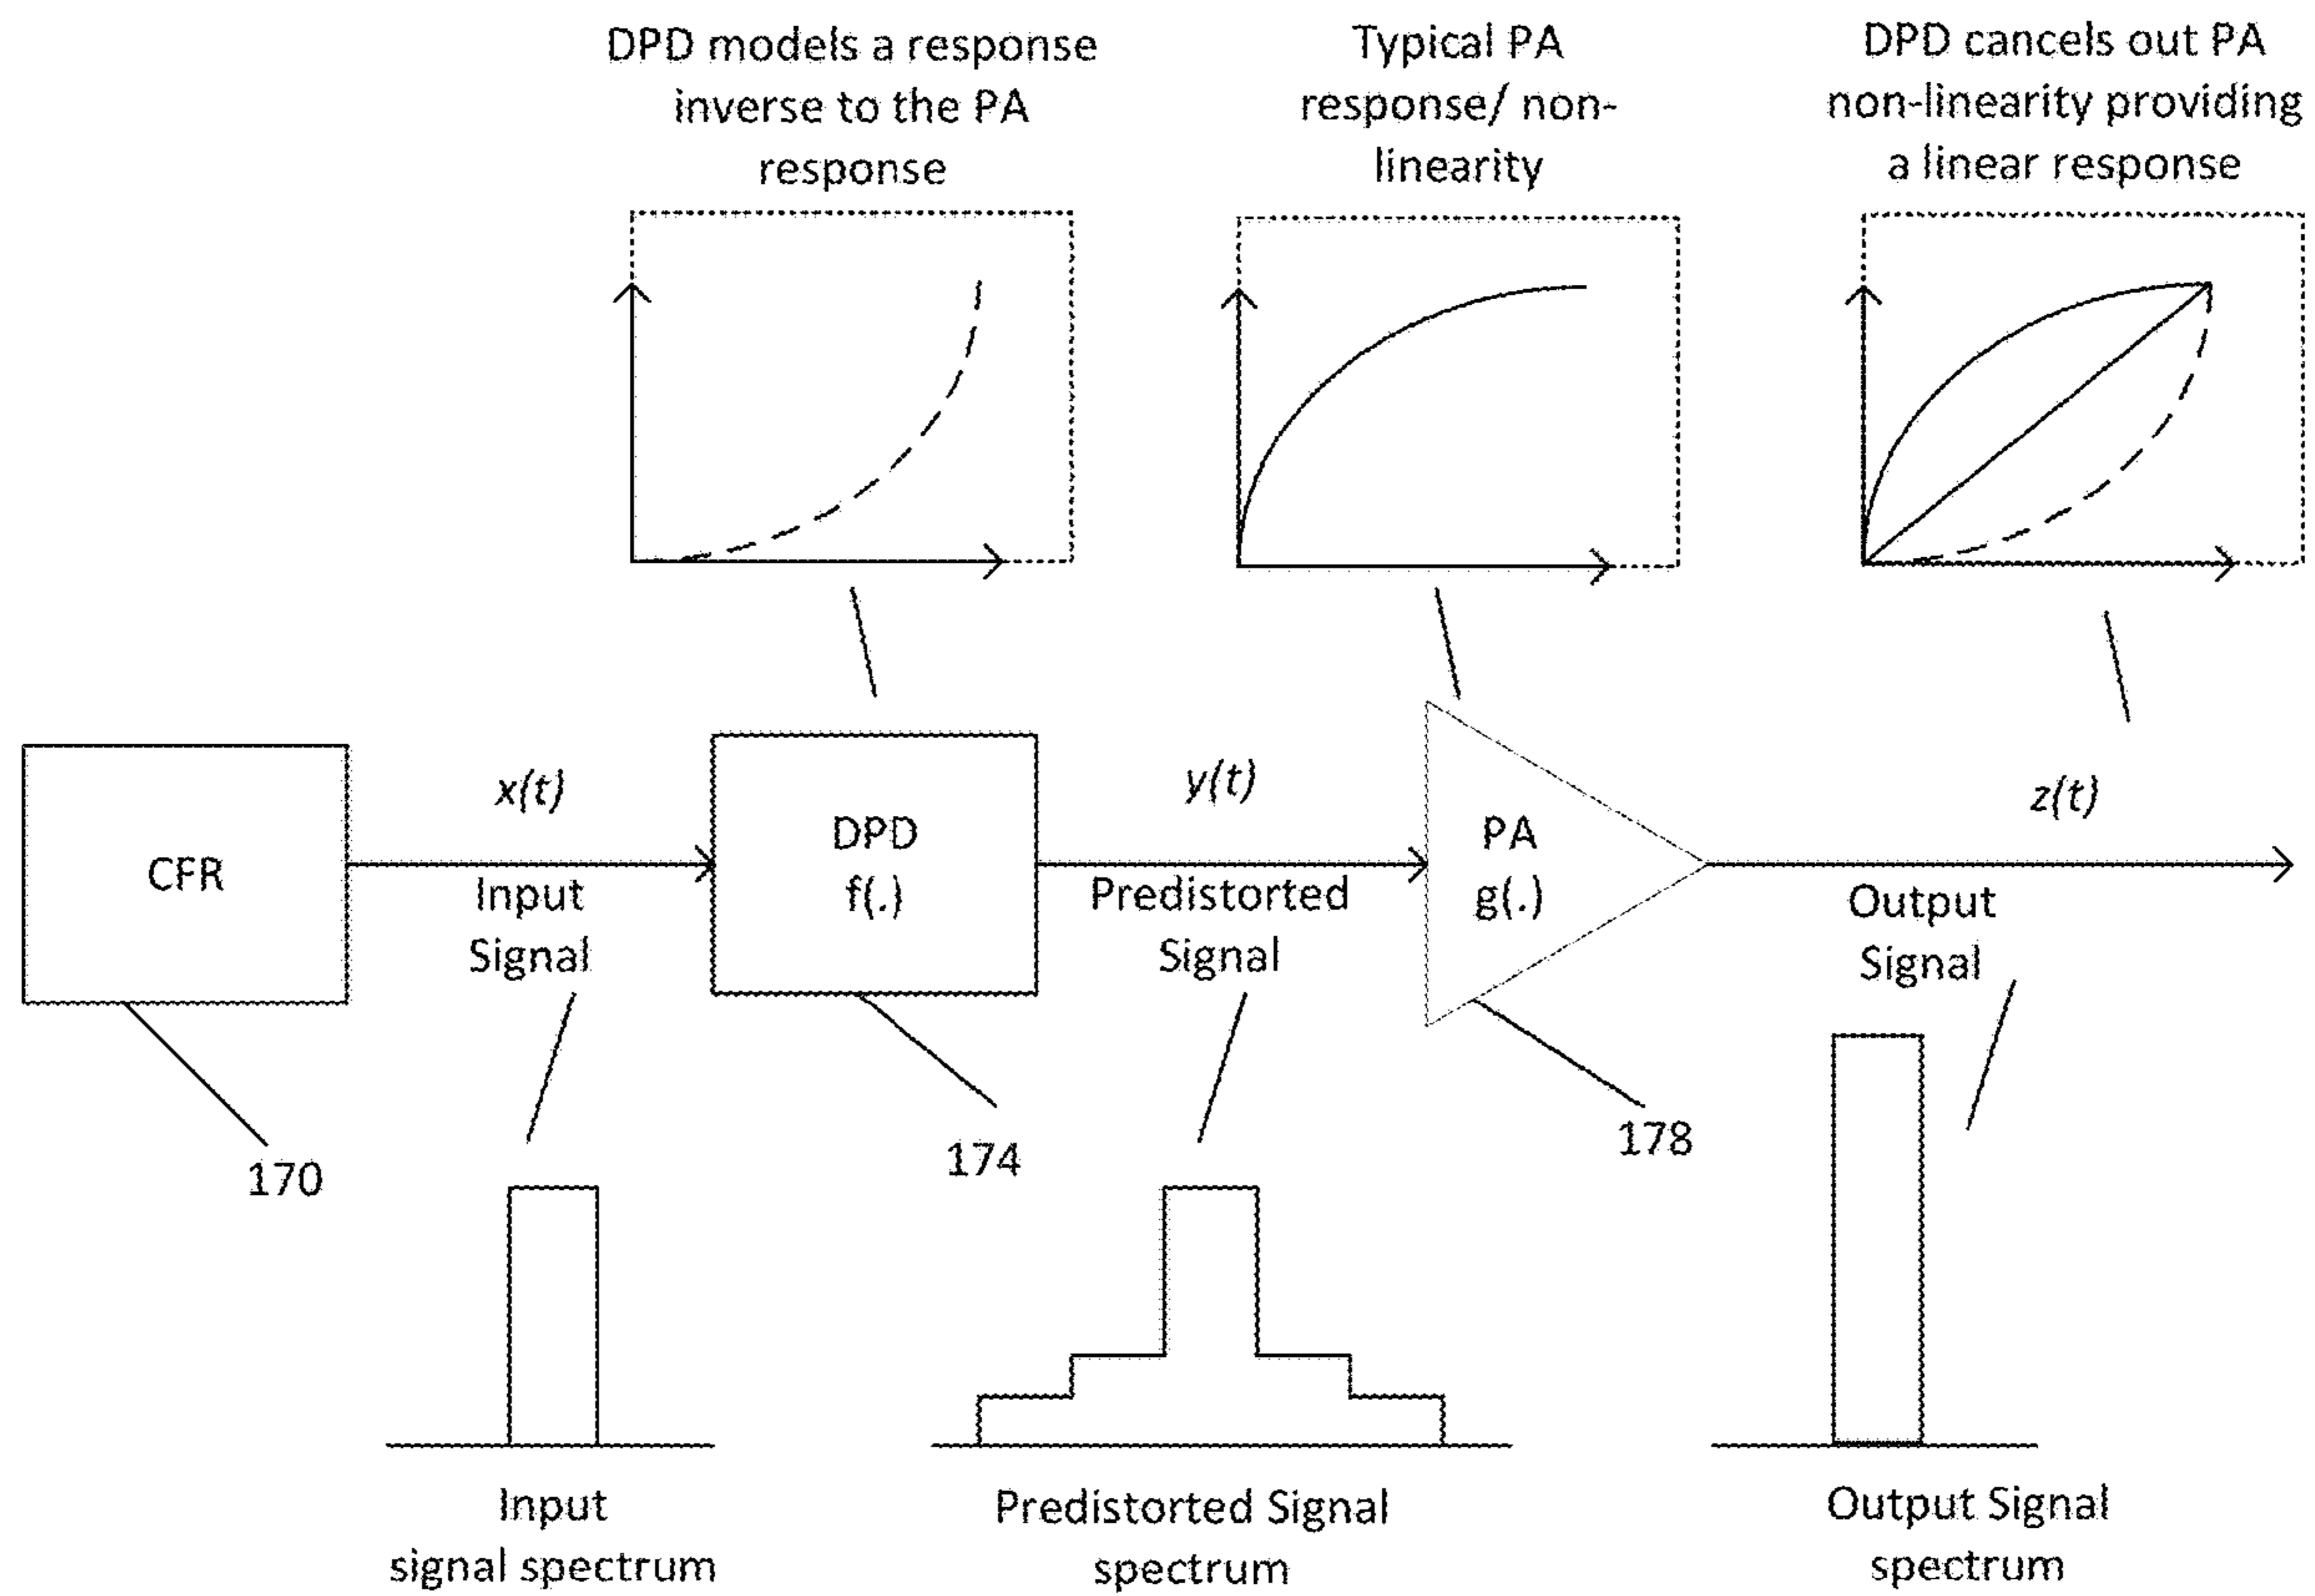 DPD models a response
inverse to the PA
response
Typical PA
response/ non-
linearity
DPD cancels out PA
non-linearity providing
a linear response
CFR
x(t)
Input
Signal
DPD
f(.)
y(t)
Predistorted
Signal
PA
g(.)
z(t)
Output
Signal
170
174
178
Input
signal spectrum
Predistorted Signal
spectrum
Output Signal
spectrum